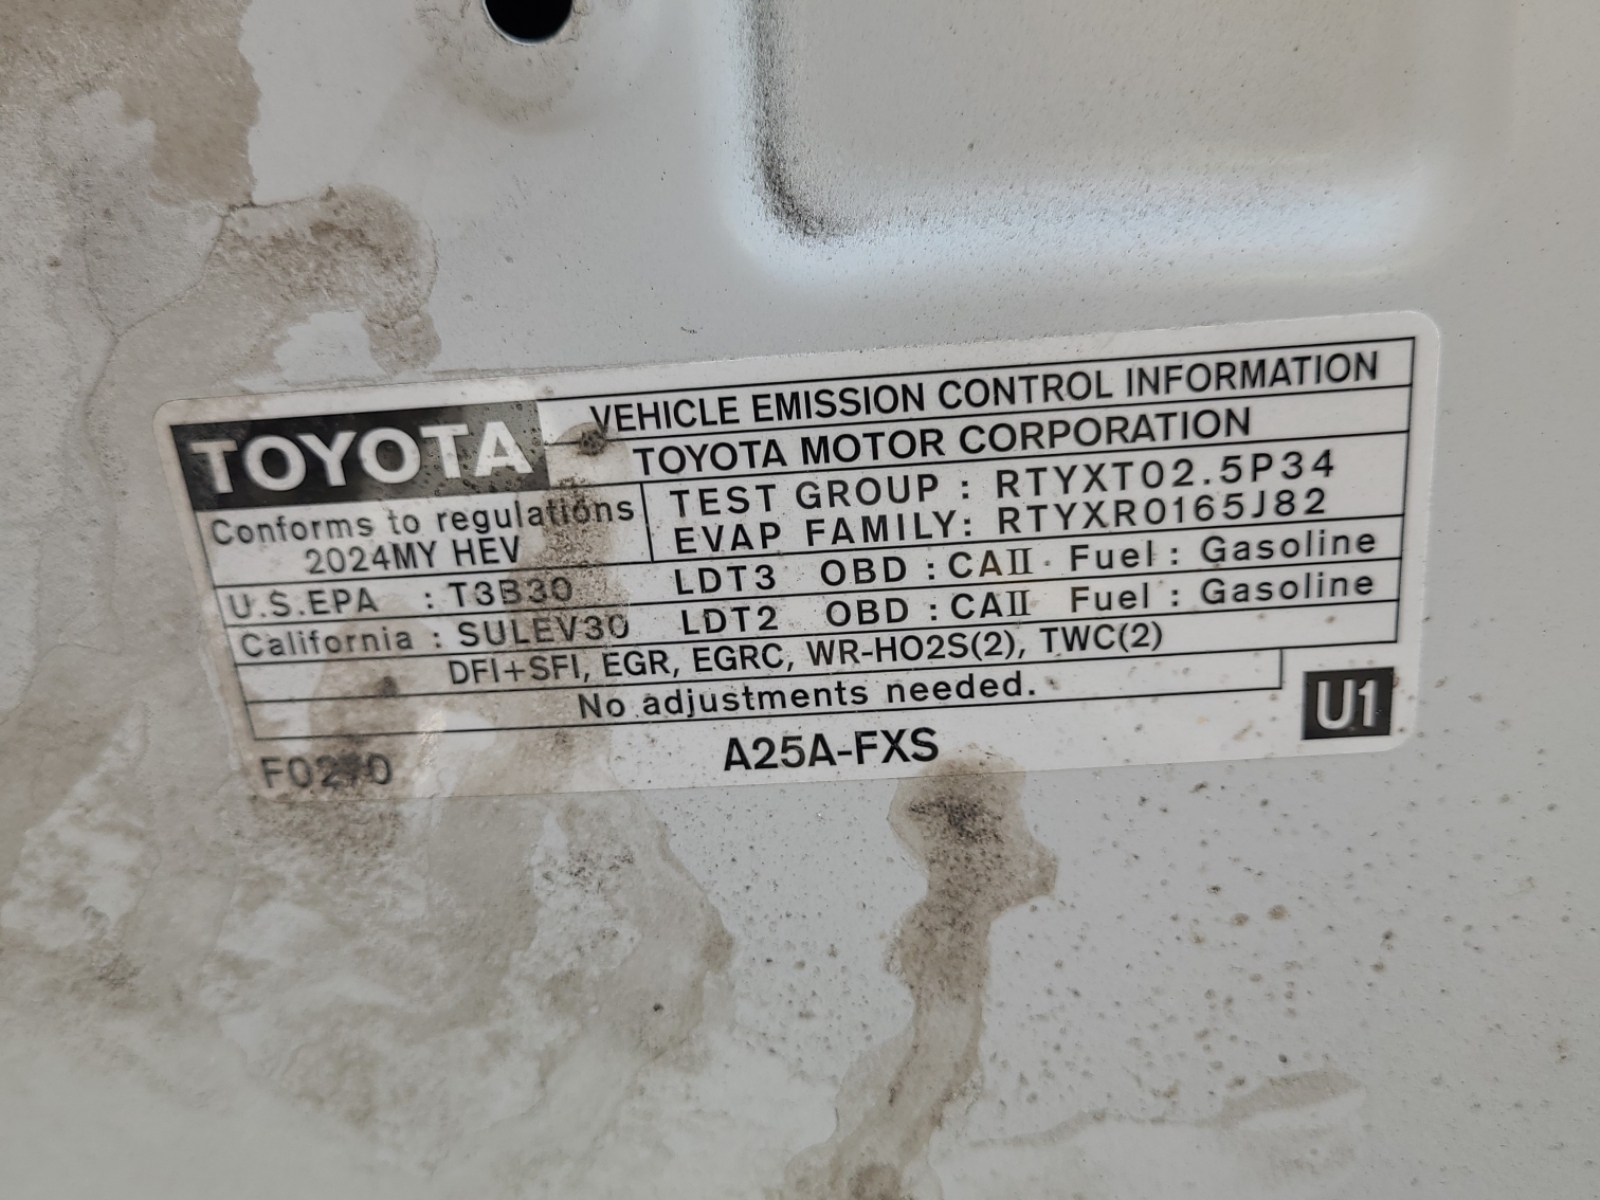 VEHICLE EMISSION CONTROL INFORMATION
TOYOTA
TOYOTA MOTOR CORPORATION
Conforms to regulations
2024MY HEV
TEST GROUP : RTYXT02.5P34
EVAP FAMILY: RTYXR0165J82
U.S.EPA : T3B30 LDT3 OBD : CAII Fuel : Gasoline
California : SULEV30 LDT2 OBD : CAII Fuel : Gasoline
DFI+SFI, EGR, EGRC, WR-HO2S(2), TWC(2)
No adjustments needed.
U1
F0270
A25A-FXS